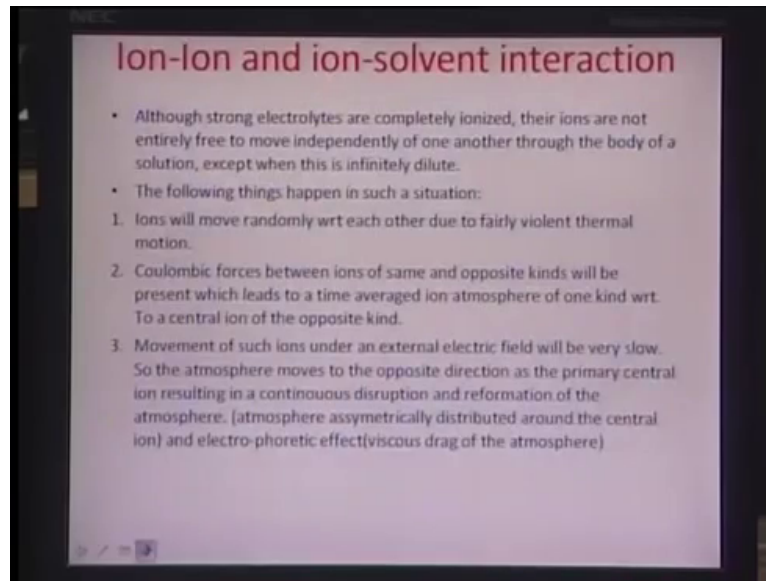 NEC
Ion-Ion and ion-solvent interaction
• Although strong electrolytes are completely ionized, their ions are not
entirely free to move independently of one another through the body of a
solution, except when this is infinitely dilute.
• The following things happen in such a situation:
1. Ions will move randomly wrt each other due to fairly violent thermal
motion.
2. Coulombic forces between ions of same and opposite kinds will be
present which leads to a time averaged ion atmosphere of one kind wrt.
To a central ion of the opposite kind.
3. Movement of such ions under an external electric field will be very slow.
So the atmosphere moves to the opposite direction as the primary central
ion resulting in a continouous disruption and reformation of the
atmosphere. (atmosphere assymetrically distributed around the central
ion) and electro-phoretic effect(viscous drag of the atmosphere)